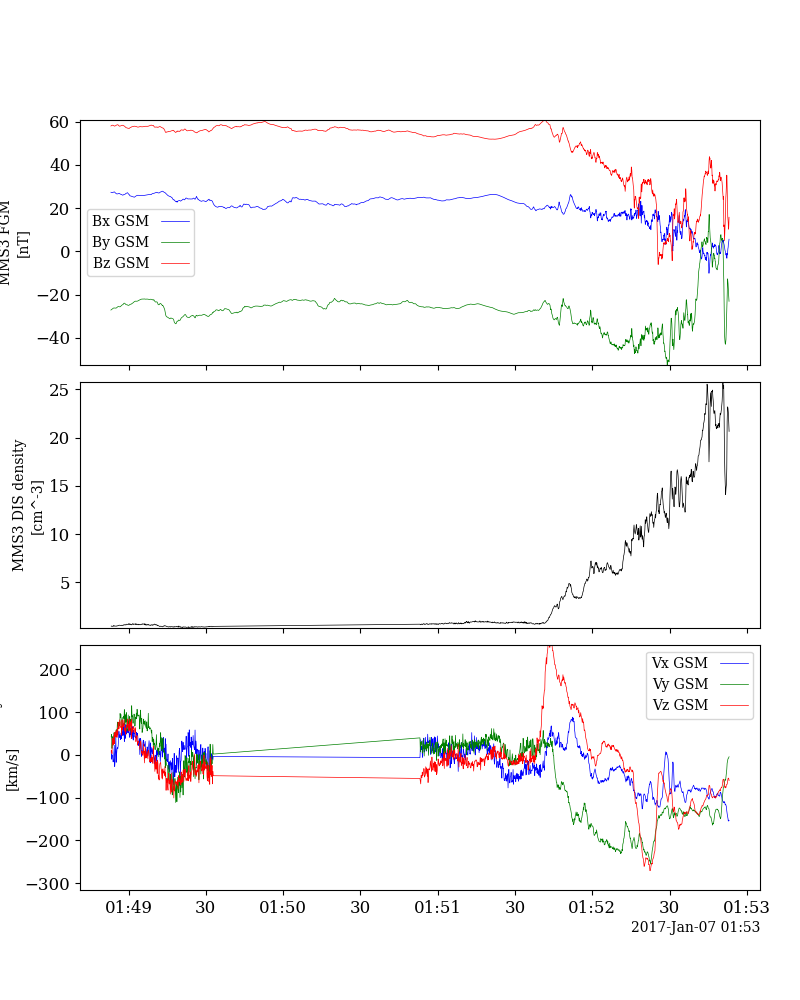 60
40
20
0
−20
−40
MMS3 FGM
[nT]
Bx GSM
By GSM
Bz GSM
25
20
15
10
5
MMS3 DIS density
[cm^-3]
200
100
0
−100
−200
−300
[km/s]
Vx GSM
Vy GSM
Vz GSM
01:49 30 01:50 30 01:51 30 01:52 30 01:53
2017-Jan-07 01:53